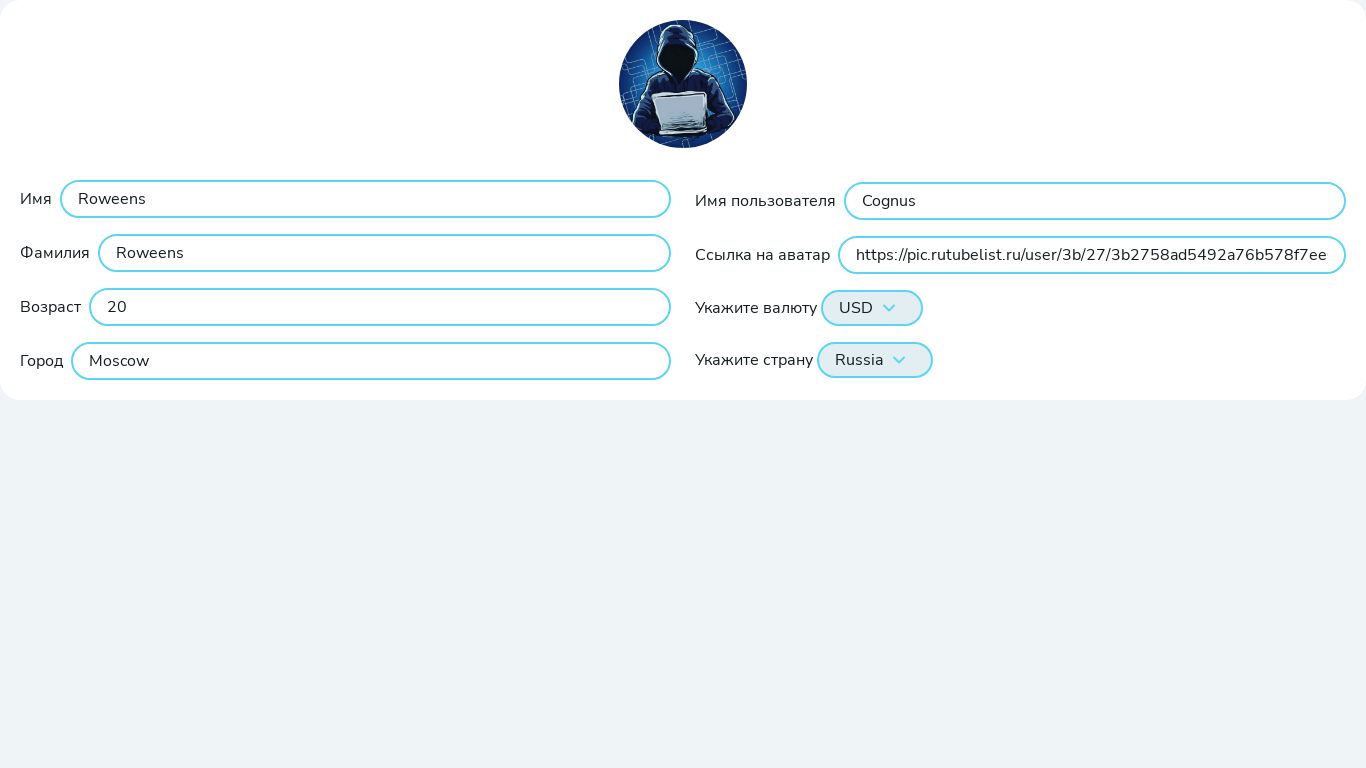 Имя Roweens
Фамилия Roweens
Возраст 20
Город Moscow
Имя пользователя Cognus
Ссылка на аватар https://pic.rutubelist.ru/user/3b/27/3b2758ad5492a76b578f7ee
Укажите валюту USD
Укажите страну Russia